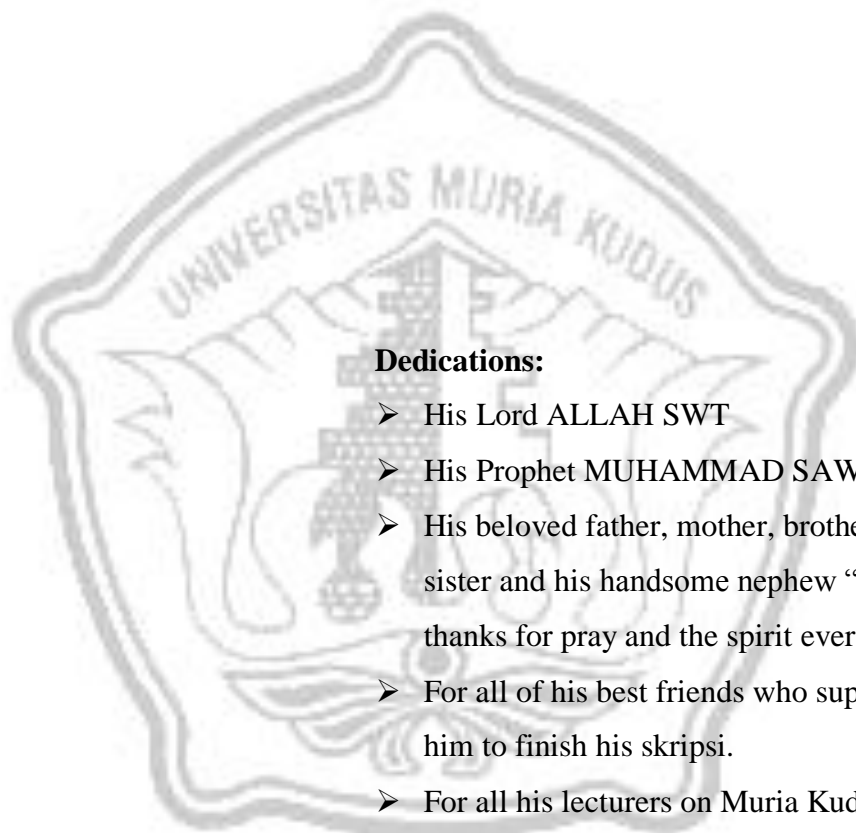 UNIVERSITAS MURIA KUDUS
Dedications:
➢ His Lord ALLAH SWT
➢ His Prophet MUHAMMAD SAW
➢ His beloved father, mother, brothe
sister and his handsome nephew “
thanks for pray and the spirit ever
➢ For all of his best friends who sup
him to finish his skripsi.
➢ For all his lecturers on Muria Kud